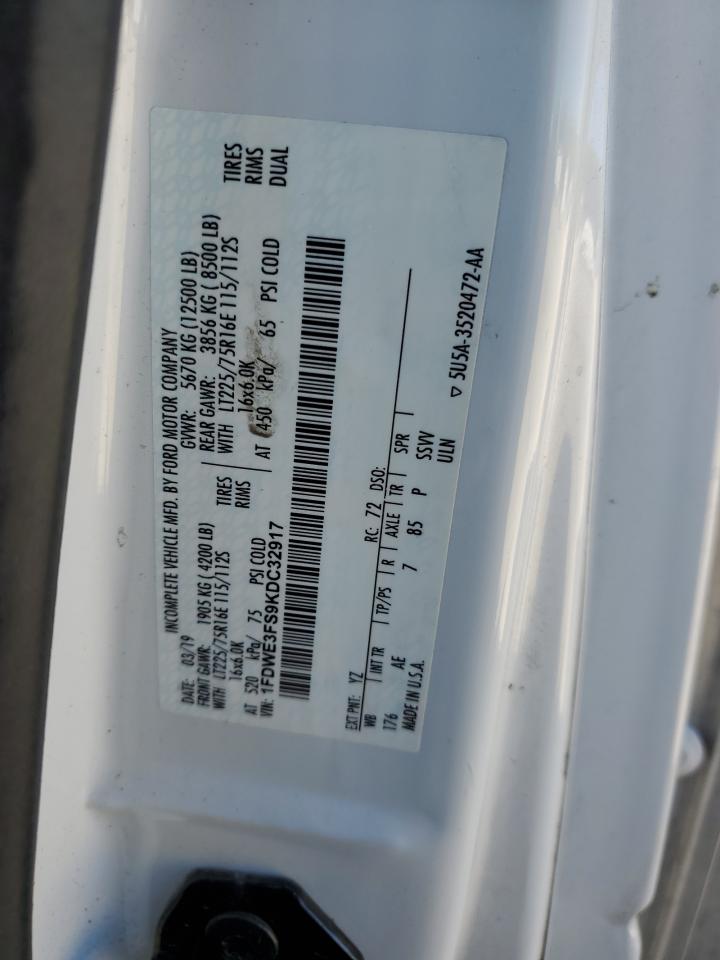 INCOMPLETE VEHICLE MFD. BY FORD MOTOR COMPANY
DATE: 03/19 GVWR: 5670 KG (12500 LB)
FRONT GAWR: 1905 KG ( 4200 LB) REAR GAWR: 3856 KG ( 8500 LB)
WITH LT225/75R16E 115/112S TIRES WITH LT225/75R16E 115/112S TIRES
16x6.0K RIMS 16x6.0K RIMS
AT 520 kPa/ 75 PSI COLD AT 450 kPa/ 65 PSI COLD DUAL
VIN: 1FDWE3FS9KDC32917
EXT PNT: YZ RC: 72 DSO:
WB INT TR TP/PS R AXLE TR SPR
176 AE 7 85 P SSVV
MADE IN U.S.A. ULN
▽ 5U5A-3520472-AA